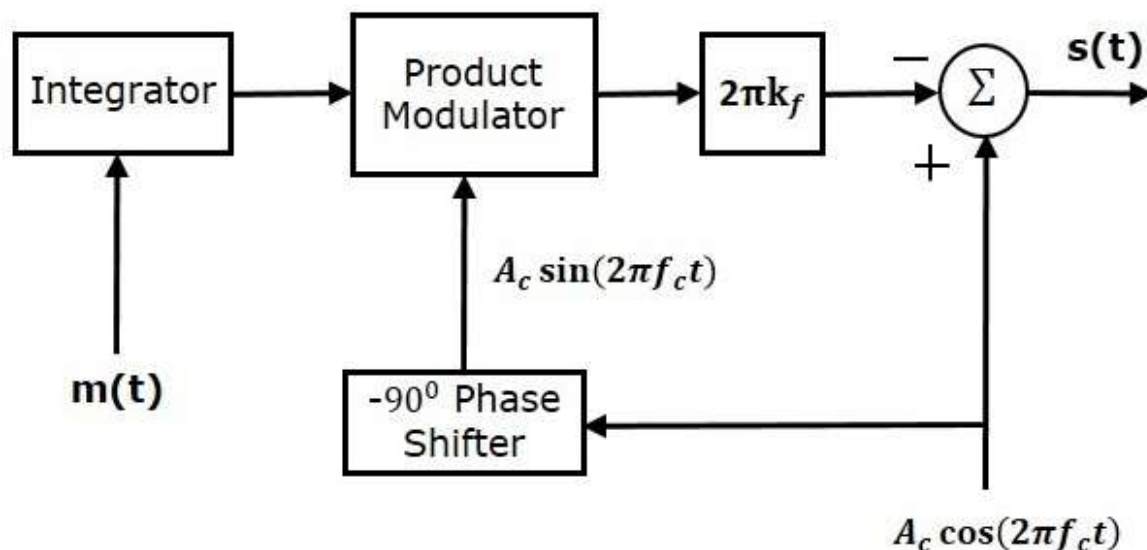 Integrator
Product
Modulator
2πk_f
−
Σ
s(t)
+
A_c sin(2πf_c t)
m(t)
-90⁰ Phase
Shifter
A_c cos(2πf_c t)